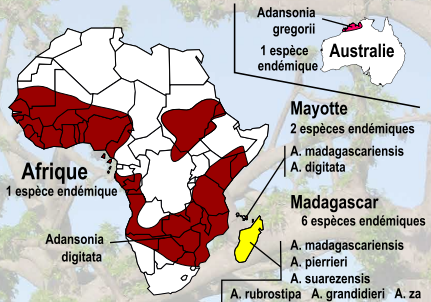 Adansonia
gregorii
1 espèce
endémique
Australie
Mayotte
2 espèces endémiques
A. madagascariensis
A. digitata
Afrique
1 espèce endémique
Madagascar
6 espèces endémiques
Adansonia
digitata
A. madagascariensis
A. pierrieri
A. suarezensis
A. rubrostipa A. grandidieri A. za